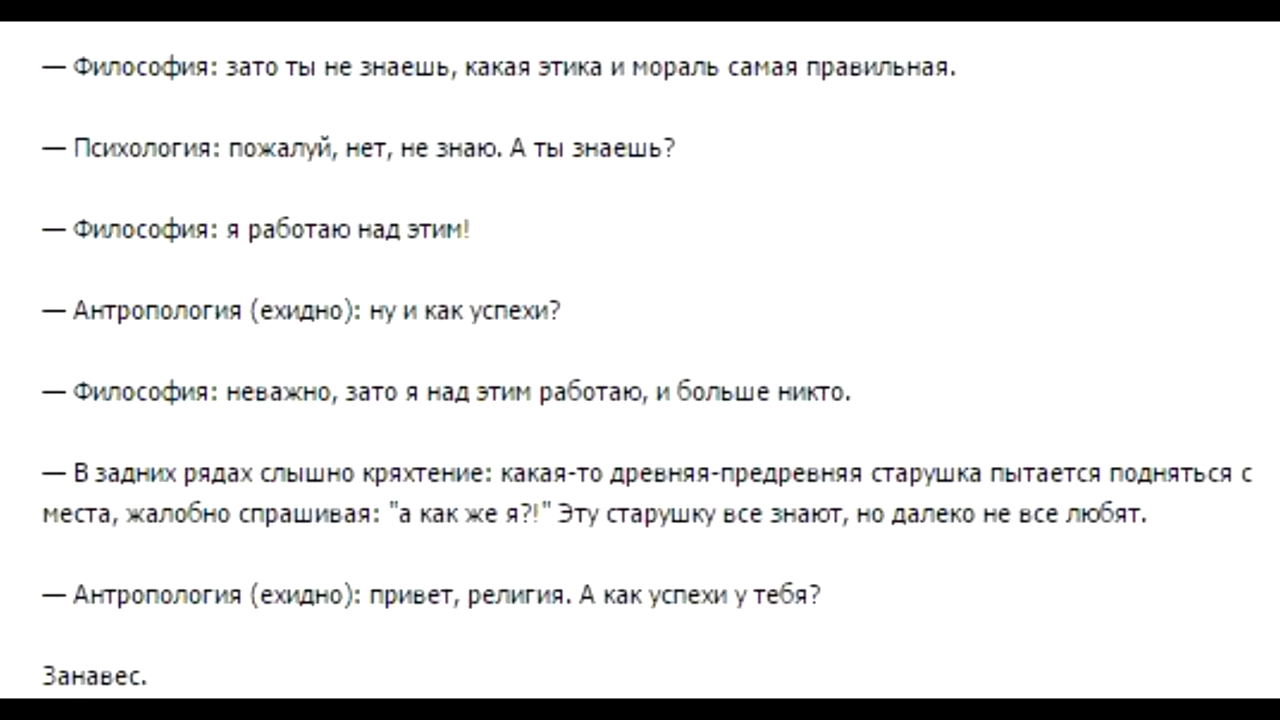 — Философия: зато ты не знаешь, какая этика и мораль самая правильная.
— Психология: пожалуй, нет, не знаю. А ты знаешь?
— Философия: я работаю над этим!
— Антропология (ехидно): ну и как успехи?
— Философия: неважно, зато я над этим работаю, и больше никто.
— В задних рядах слышно кряхтение: какая-то древняя-предревняя старушка пытается подняться с
места, жалобно спрашивая: "а как же я?!" Эту старушку все знают, но далеко не все любят.
— Антропология (ехидно): привет, религия. А как успехи у тебя?
Занавес.